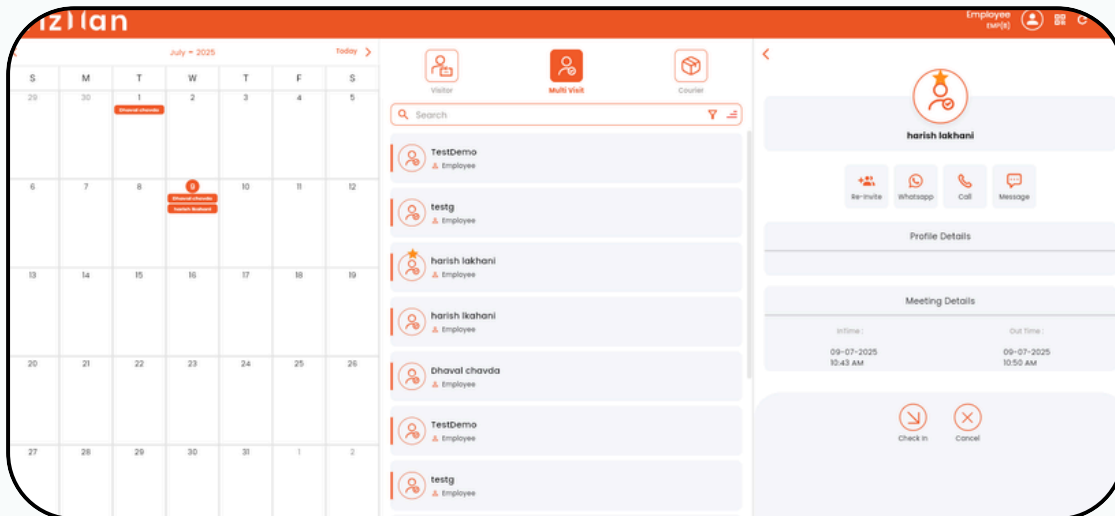 Employee
EMP(R)
July - 2025
Today
S M T W T F S
29 30 1 2 3 4 5
Dhaval chavda
6 7 8 9 10 11 12
Dhaval chavda
harish lkahani
13 14 15 16 17 18 19
20 21 22 23 24 25 26
27 28 29 30 31 1 2
Visitor Multi Visit Courier
Search
TestDemo
Employee
testg
Employee
harish lakhani
Employee
harish lkahani
Employee
Dhaval chavda
Employee
TestDemo
Employee
testg
Employee
harish lakhani
Re-Invite Whatsapp Call Message
Profile Details
Meeting Details
InTime : Out Time :
09-07-2025 09-07-2025
10:43 AM 10:50 AM
Check In Cancel